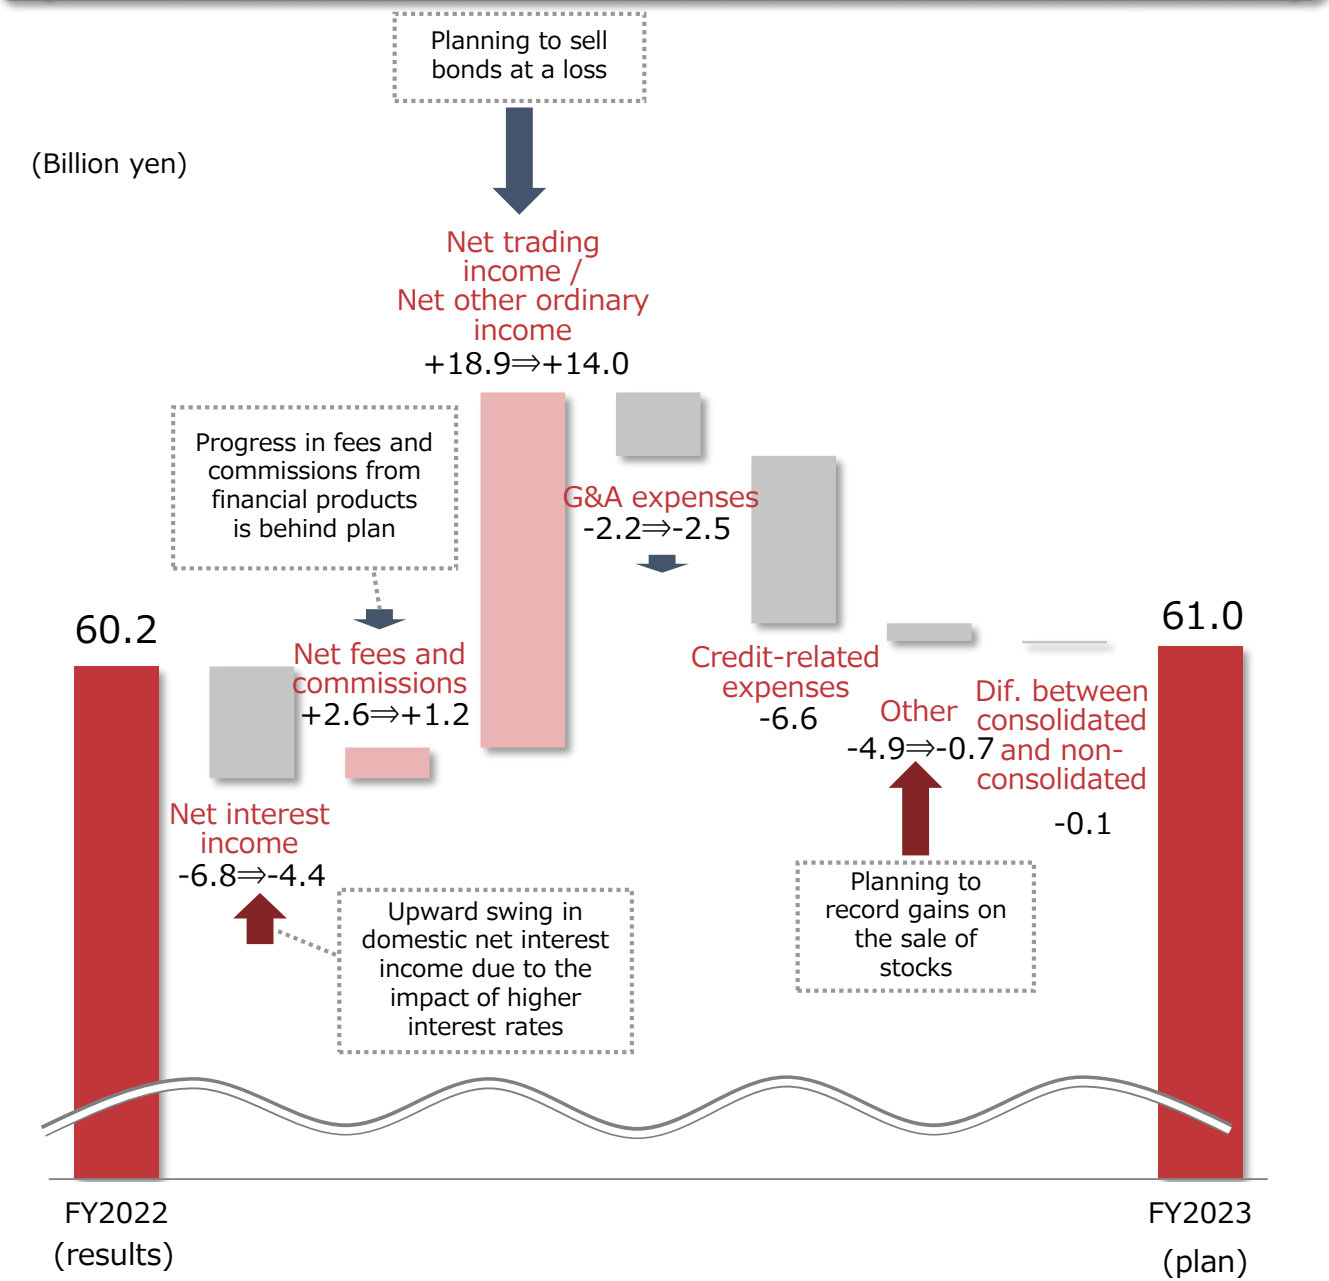 Planning to sell
bonds at a loss
(Billion yen)
Net trading
income /
Net other ordinary
income
+18.9⇒+14.0
Progress in fees and
commissions from
financial products
is behind plan
G&A expenses
-2.2⇒-2.5
60.2
Net fees and
commissions
+2.6⇒+1.2
Credit-related
expenses
-6.6
Other
-4.9⇒-0.7
Dif. between
consolidated
and non-
consolidated
-0.1
61.0
Net interest
income
-6.8⇒-4.4
Upward swing in
domestic net interest
income due to the
impact of higher
interest rates
Planning to
record gains on
the sale of
stocks
FY2022
(results)
FY2023
(plan)